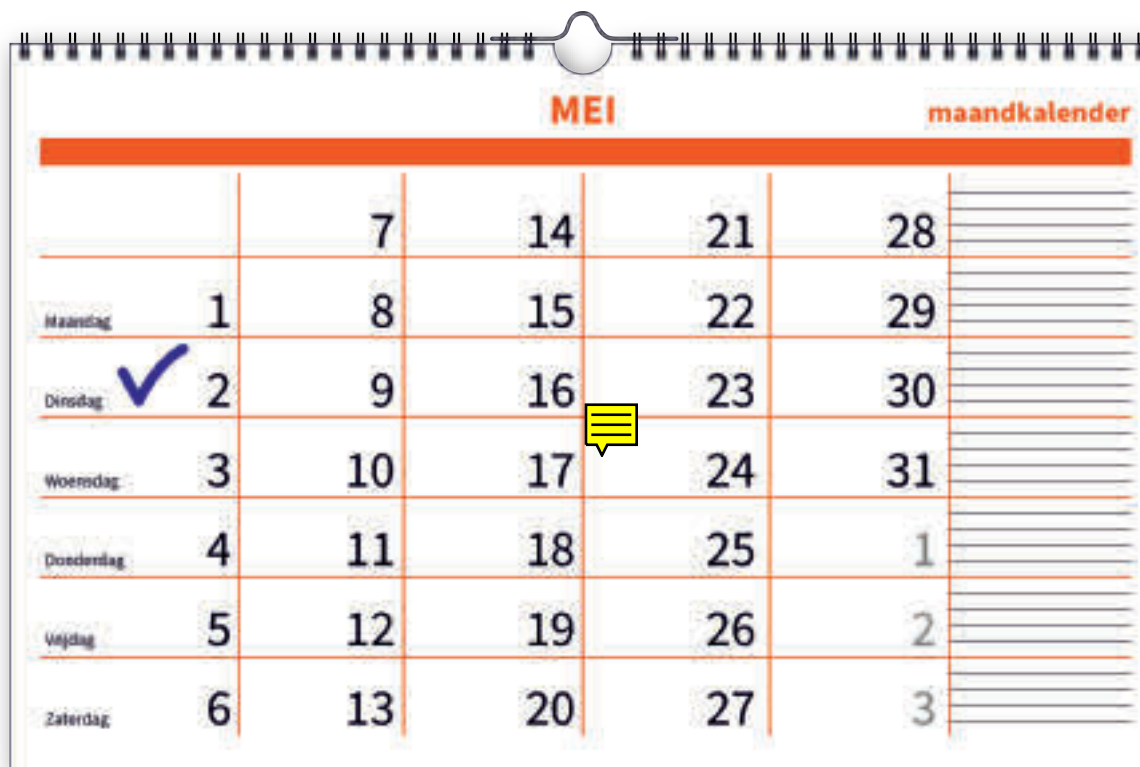 MEI
maandkalender
7 14 21 28
Maandag 1 8 15 22 29
Dinsdag 2 9 16 23 30
Woensdag 3 10 17 24 31
Donderdag 4 11 18 25 1
Vrijdag 5 12 19 26 2
Zaterdag 6 13 20 27 3